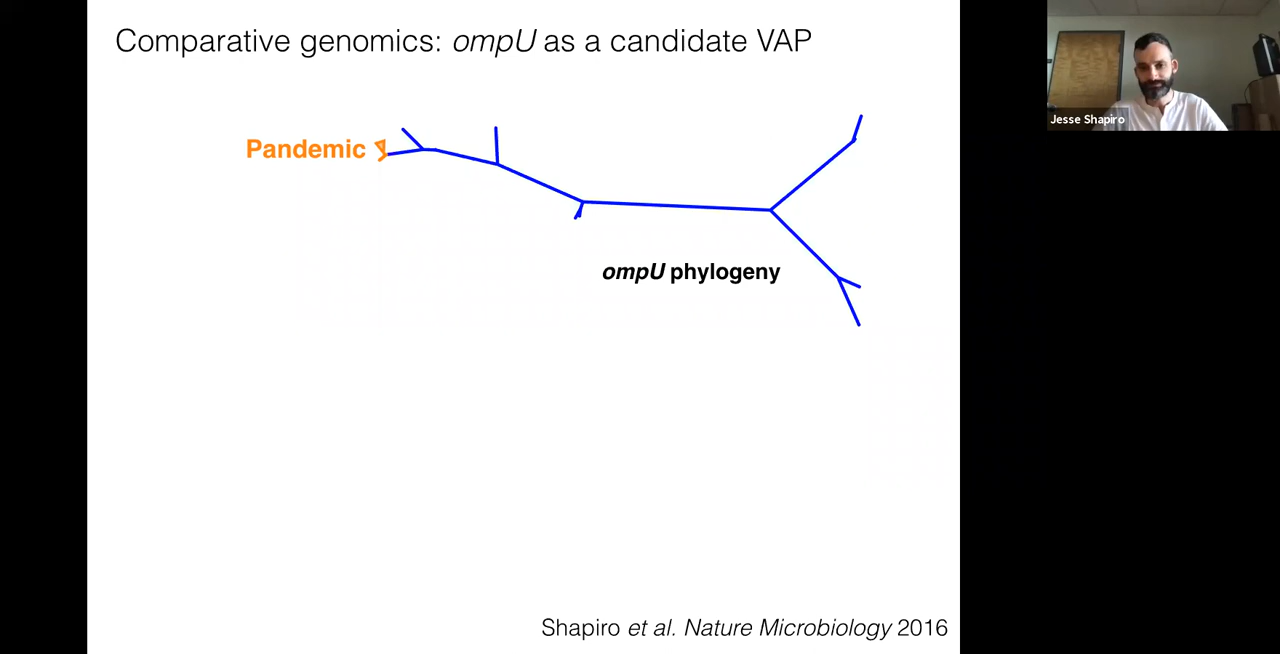 Comparative genomics: ompU as a candidate VAP
Jesse Shapiro
Pandemic
ompU phylogeny
Shapiro et al. Nature Microbiology 2016